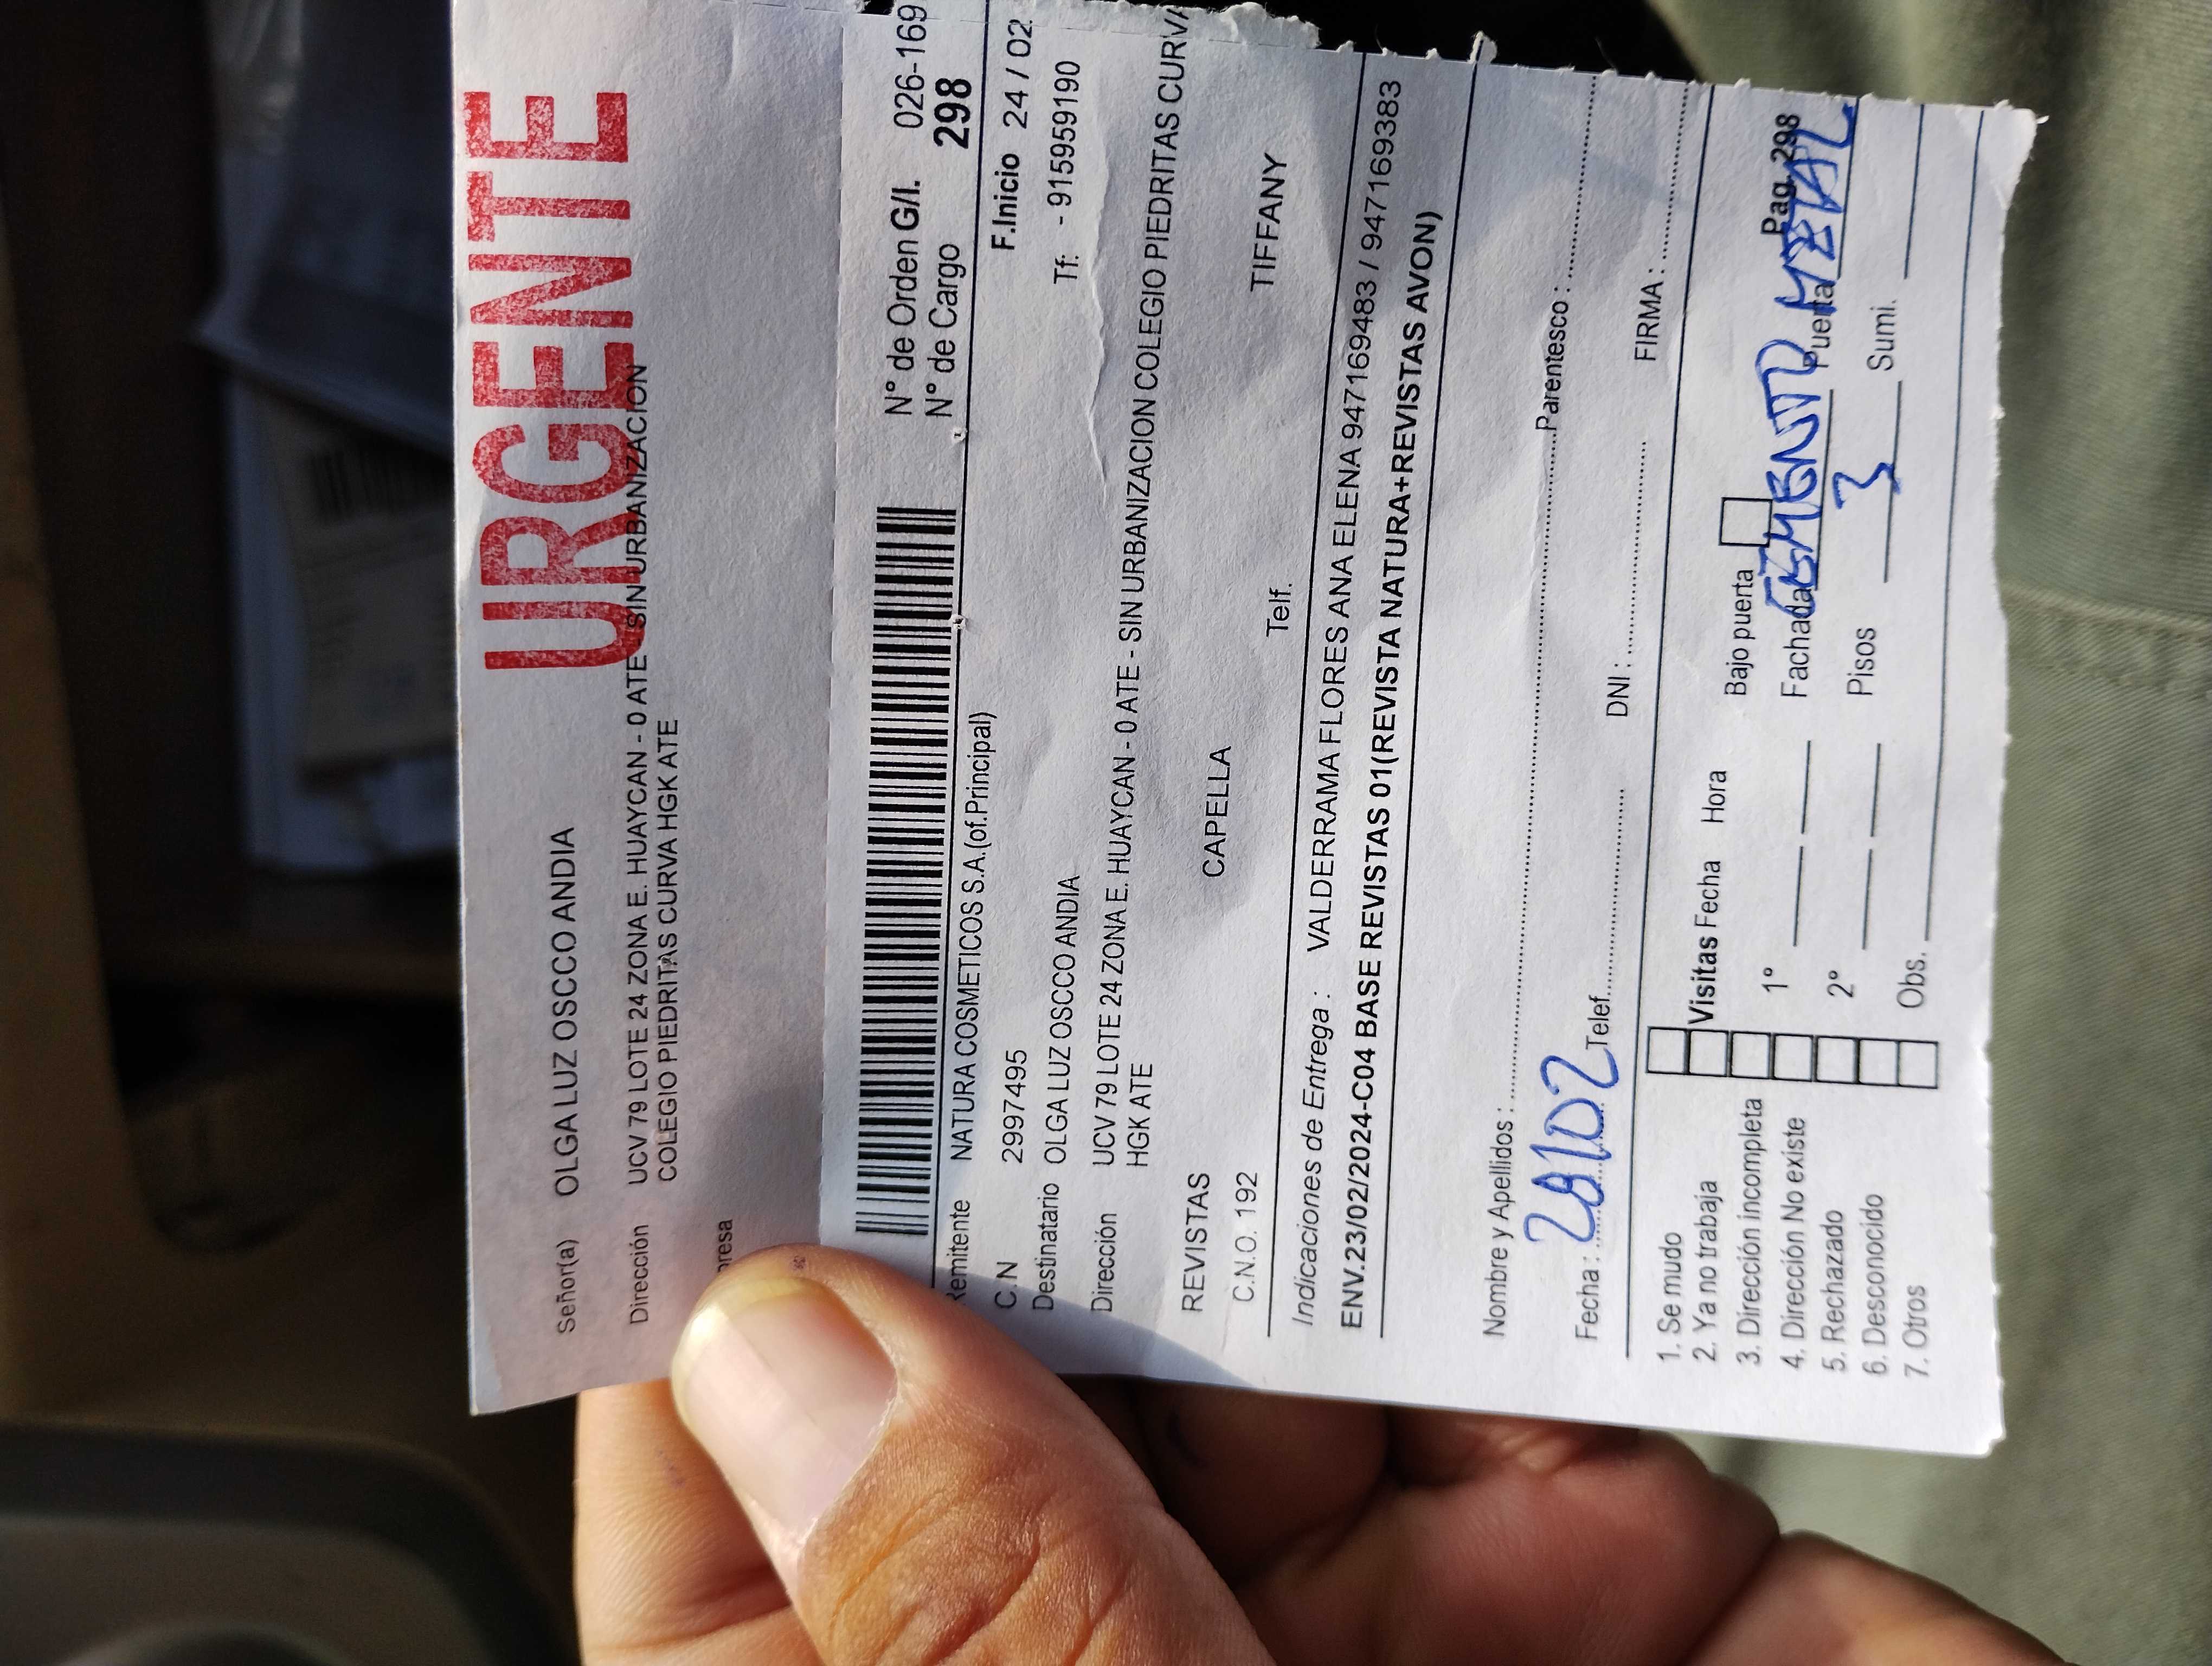 URGENTE
Señor(a) OLGA LUZ OSCCO ANDIA
Dirección UCV 79 LOTE 24 ZONA E. HUAYCAN - 0 ATE - SIN URBANIZACION
COLEGIO PIEDRITAS CURVA HGK ATE
presa
N° de Orden G/I. 026-169
N° de Cargo 298
Remitente NATURA COSMETICOS S.A.(of.Principal)
C.N 2997495 F.Inicio 24 / 02
Destinatario OLGA LUZ OSCCO ANDIA Tf: - 915959190
Dirección UCV 79 LOTE 24 ZONA E. HUAYCAN - 0 ATE - SIN URBANIZACION COLEGIO PIEDRITAS CURVA
HGK ATE
REVISTAS CAPELLA TIFFANY
C.N.O. 192 Telf.
Indicaciones de Entrega : VALDERRAMA FLORES ANA ELENA 947169483 / 947169383
ENV.23/02/2024-C04 BASE REVISTAS 01(REVISTA NATURA+REVISTAS AVON)
Nombre y Apellidos : Parentesco :
Fecha : 28/02 Telef. DNI : FIRMA :
1. Se mudo
2. Ya no trabaja Visitas Fecha Hora Bajo puerta
3. Dirección incompleta 1° Fachada CEMENTO Puerta METAL Pag.298
4. Dirección No existe
5. Rechazado 2° Pisos 3 Sumi.
6. Desconocido
7. Otros Obs.